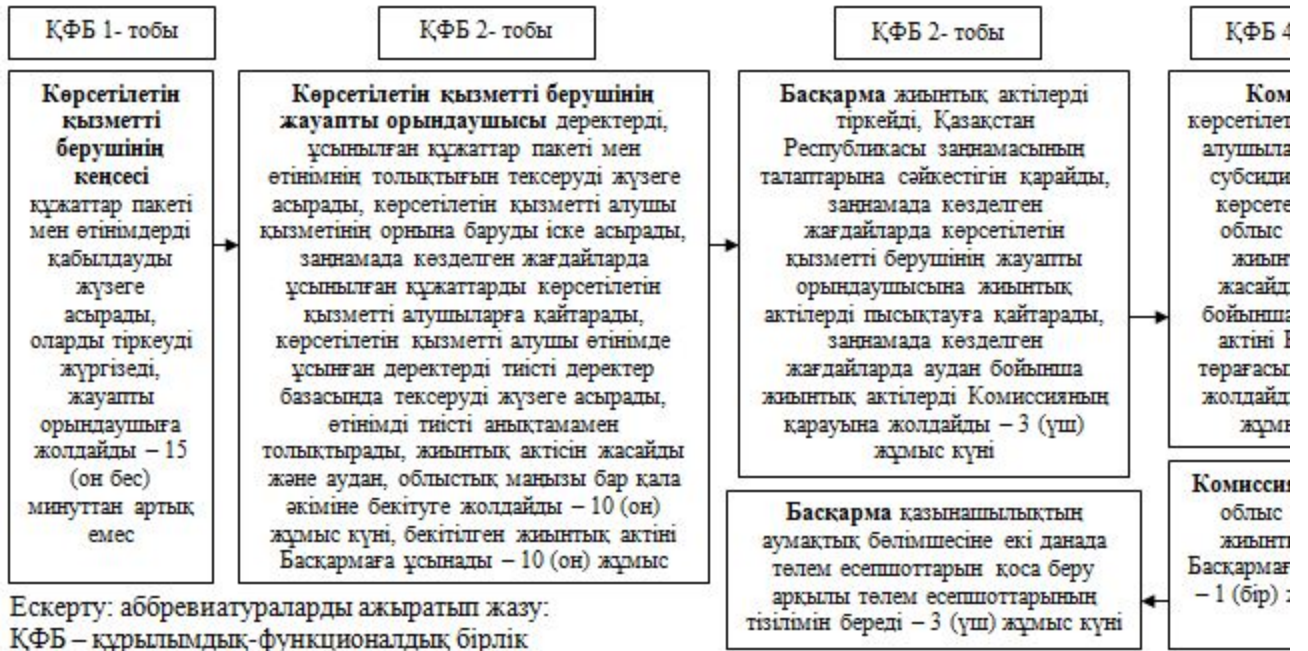 ҚФБ 1- тобы
Көрсетілетін
қызметті
берушінің
кеңсесі
құжаттар пакеті
мен өтінімдерді
қабылдауды
жүзеге
асырады,
оларды тіркеуді
жүргізеді,
жауапты
орындаушыға
жолдайды – 15
(он бес)
минуттан артық
емес
ҚФБ 2- тобы
Көрсетілетін қызметті берушінің
жауапты орындаушысы деректерді,
ұсынылған құжаттар пакеті мен
өтінімнің толықтығын тексеруді жүзеге
асырады, көрсетілетін қызметті алушы
қызметінің орнына баруды іске асырады,
заңнамада көзделген жағдайларда
ұсынылған құжаттарды көрсетілетін
қызметті алушыларға қайтарады,
көрсетілетін қызметті алушы өтінімде
ұсынған деректерді тиісті деректер
базасында тексеруді жүзеге асырады,
өтінімді тиісті анықтамамен
толықтырады, жиынтық актісін жасайды
және аудан, облыстық маңызы бар қала
әкіміне бекітуге жолдайды – 10 (он)
жұмыс күні, бекітілген жиынтық актіні
Басқармаға ұсынады – 10 (он) жұмыс
ҚФБ 2- тобы
Басқарма жиынтық актілерді
тіркейді, Қазақстан
Республикасы заңнамасының
талаптарына сәйкестігін қарайды,
заңнамада көзделген
жағдайларда көрсетілетін
қызметті берушінің жауапты
орындаушысына жиынтық
актілерді пысықтауға қайтарады,
заңнамада көзделген
жағдайларда аудан бойынша
жиынтық актілерді Комиссияның
қарауына жолдайды – 3 (үш)
жұмыс күні
ҚФБ 4
Ком
көрсетілет
алушыла
субсиди
көрсете
облыс
жиынт
жасайд
бойынша
актіні
төрағасы
жолдайд
жұмы
Комиссия
облыс
жиынт
Басқармағ
– 1 (бір)
Басқарма қазынашылықтың
аумақтық бөлімшесіне екі данада
төлем есепшоттарын қоса беру
арқылы төлем есепшоттарының
тізілімін береді – 3 (үш) жұмыс күні
Ескерту: аббревиатураларды ажыратып жазу:
ҚФБ – құрылымдық-функционалдық бірлік